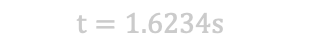 t = 1.6234s